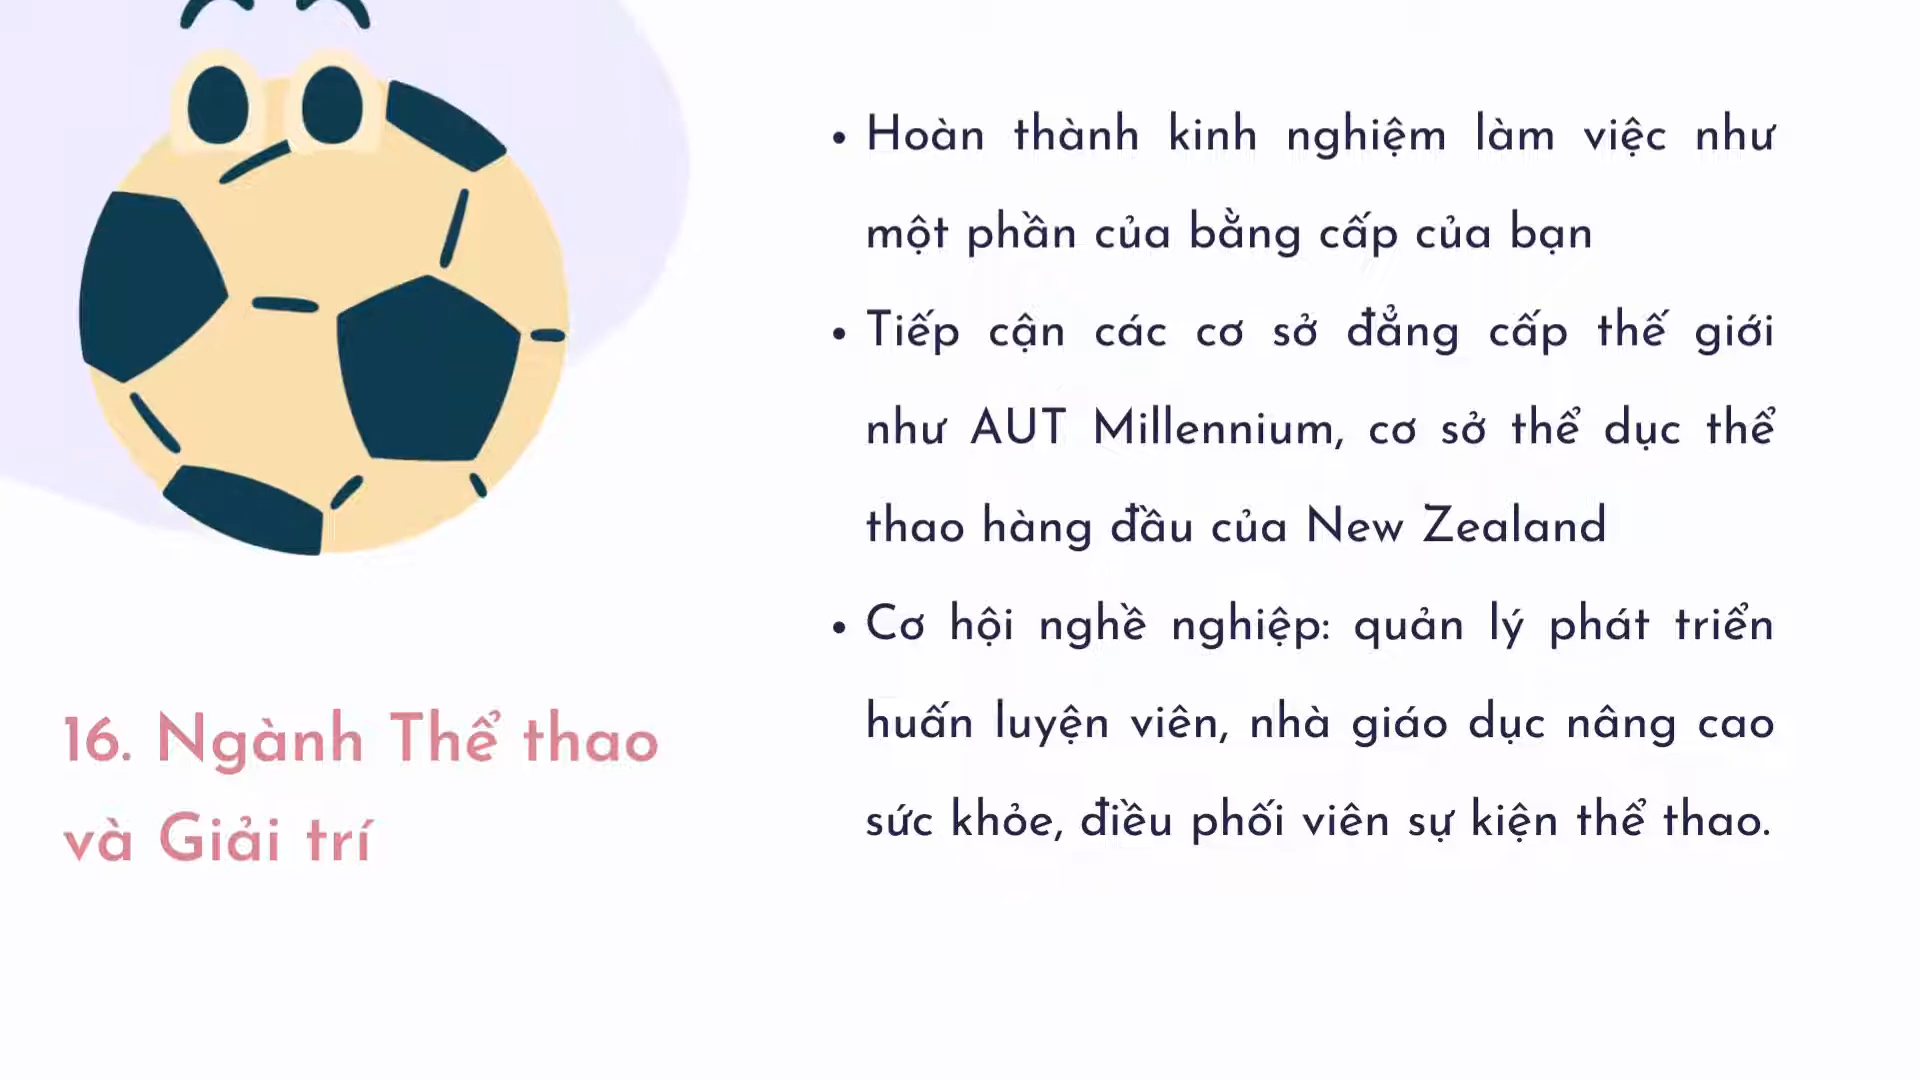 16. Ngành Thể thao
và Giải trí
• Hoàn thành kinh nghiệm làm việc như
một phần của bằng cấp của bạn
• Tiếp cận các cơ sở đẳng cấp thế giới
như AUT Millennium, cơ sở thể dục thể
thao hàng đầu của New Zealand
• Cơ hội nghề nghiệp: quản lý phát triển
huấn luyện viên, nhà giáo dục nâng cao
sức khỏe, điều phối viên sự kiện thể thao.